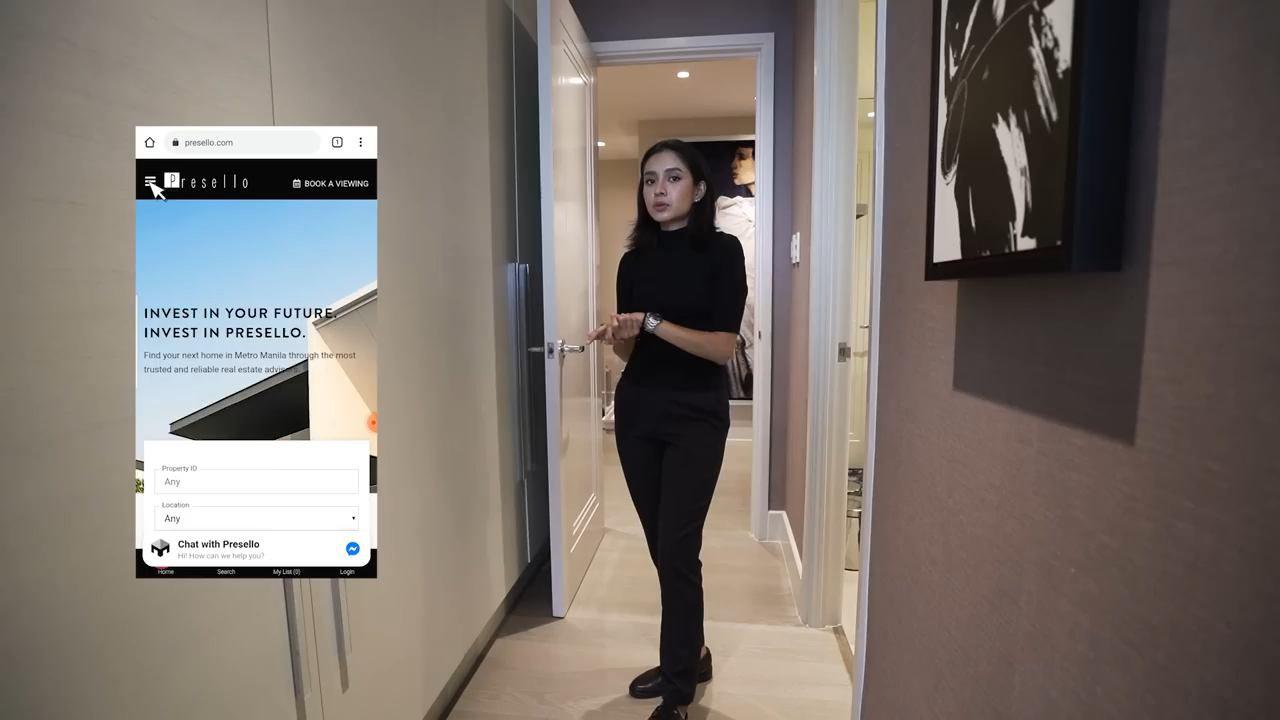 presello.com
1
Presello
BOOK A VIEWING
INVEST IN YOUR FUTURE.
INVEST IN PRESELLO.
Find your next home in Metro Manila through the most
trusted and reliable real estate advisors.
Property ID
Any
Location
Any
Chat with Presello
Hi! How can we help you?
Home Search My List (0) Login